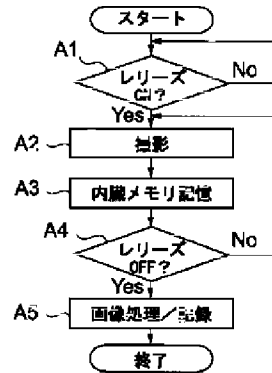 スタート
A1
レリーズ
ON?
No
Yes
A2
撮影
A3
内臓メモリ記憶
A4
レリーズ
OFF?
No
Yes
A5
画像処理/記録
終了